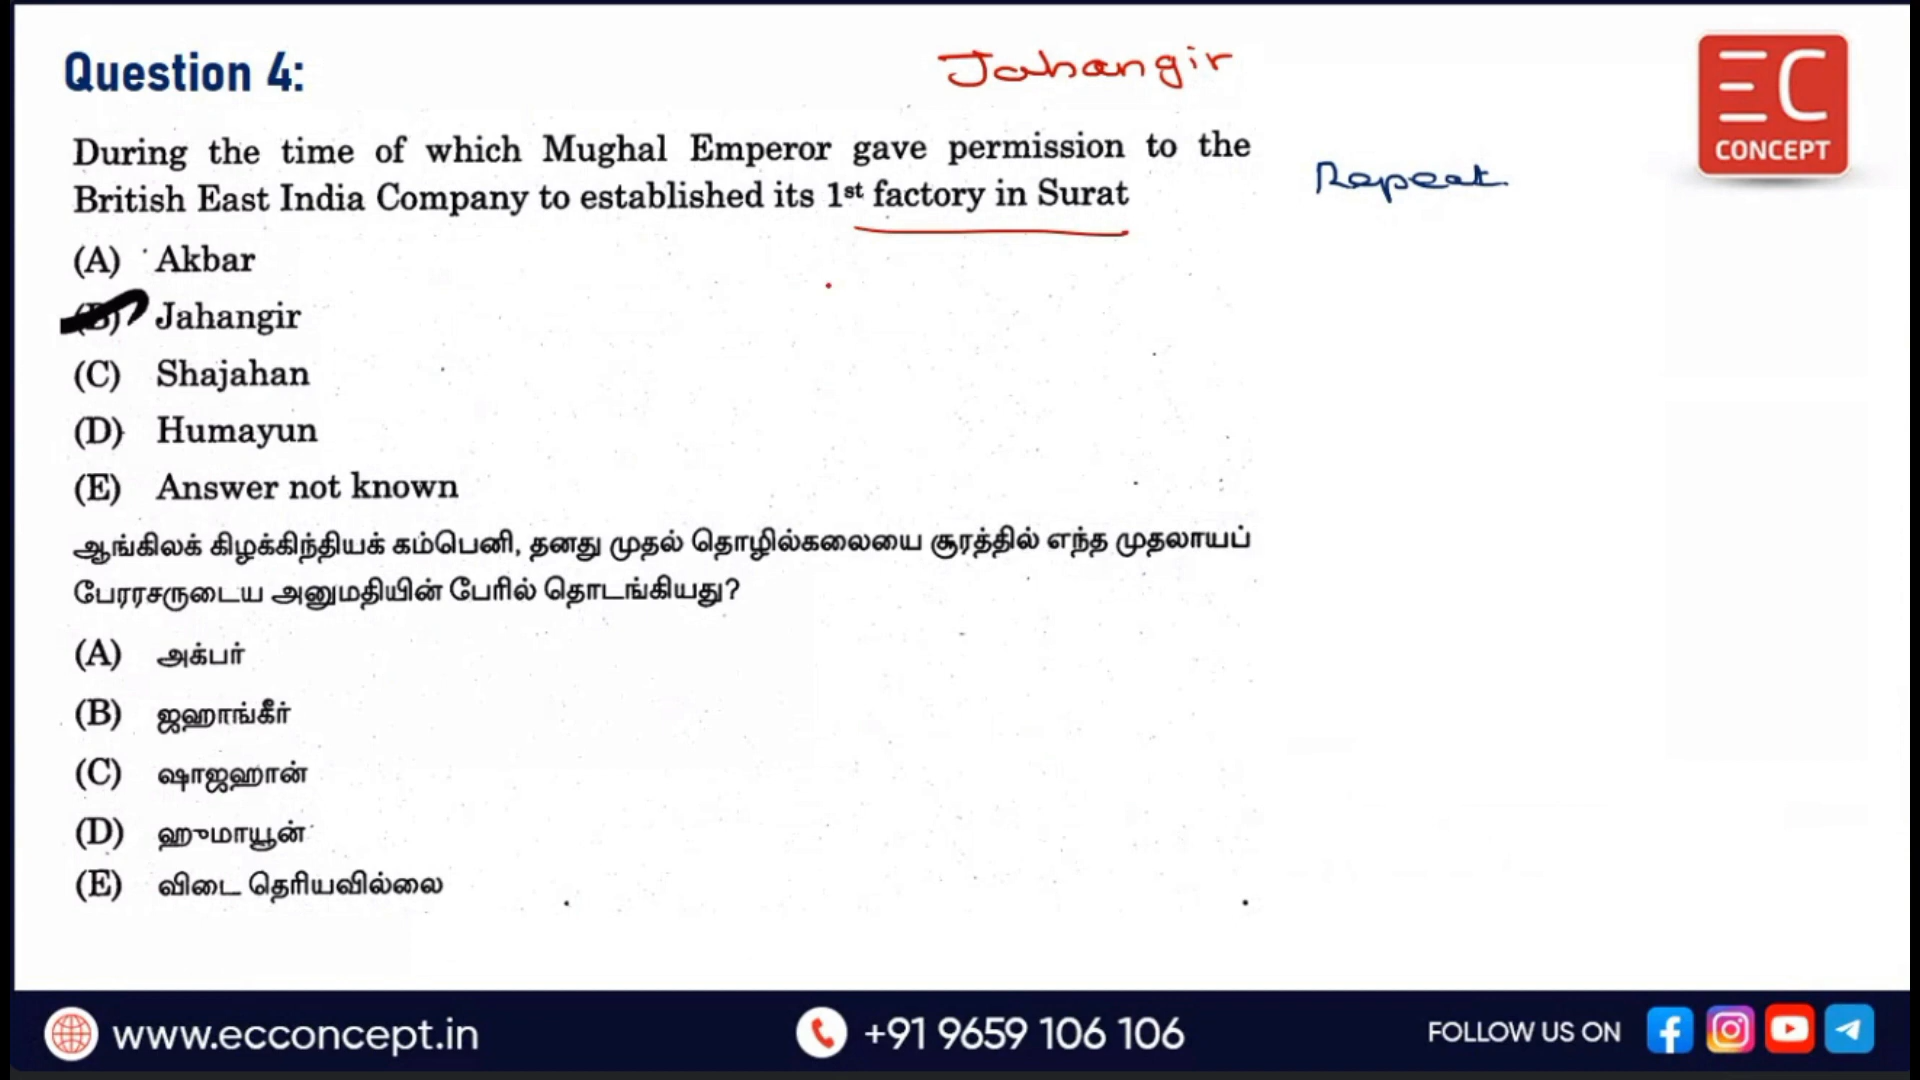 Question 4:
Jahangir
EC
CONCEPT
During the time of which Mughal Emperor gave permission to the
British East India Company to established its 1st factory in Surat
Repeat
(A) Akbar
(B) Jahangir
(C) Shajahan
(D) Humayun
(E) Answer not known
ஆங்கிலக் கிழக்கிந்தியக் கம்பெனி, தனது முதல் தொழில்கலையை சூரத்தில் எந்த முதலாயப்
பேரரசருடைய அனுமதியின் பேரில் தொடங்கியது?
(A) அக்பர்
(B) ஜஹாங்கீர்
(C) ஷாஜஹான்
(D) ஹுமாயூன்
(E) விடை தெரியவில்லை
www.ecconcept.in
+91 9659 106 106
FOLLOW US ON